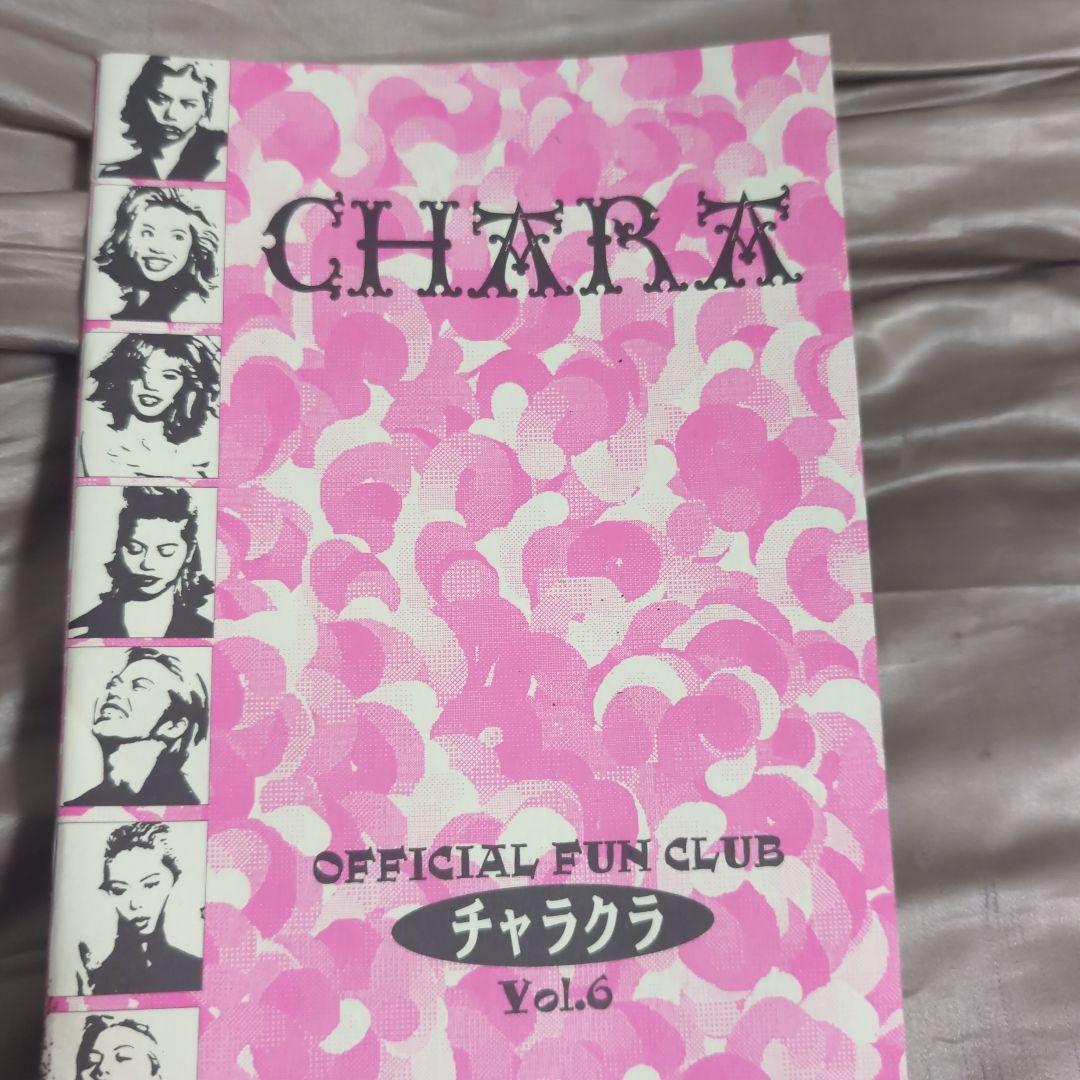 CHARA
OFFICIAL FUN CLUB
チャラクラ
Vol.6